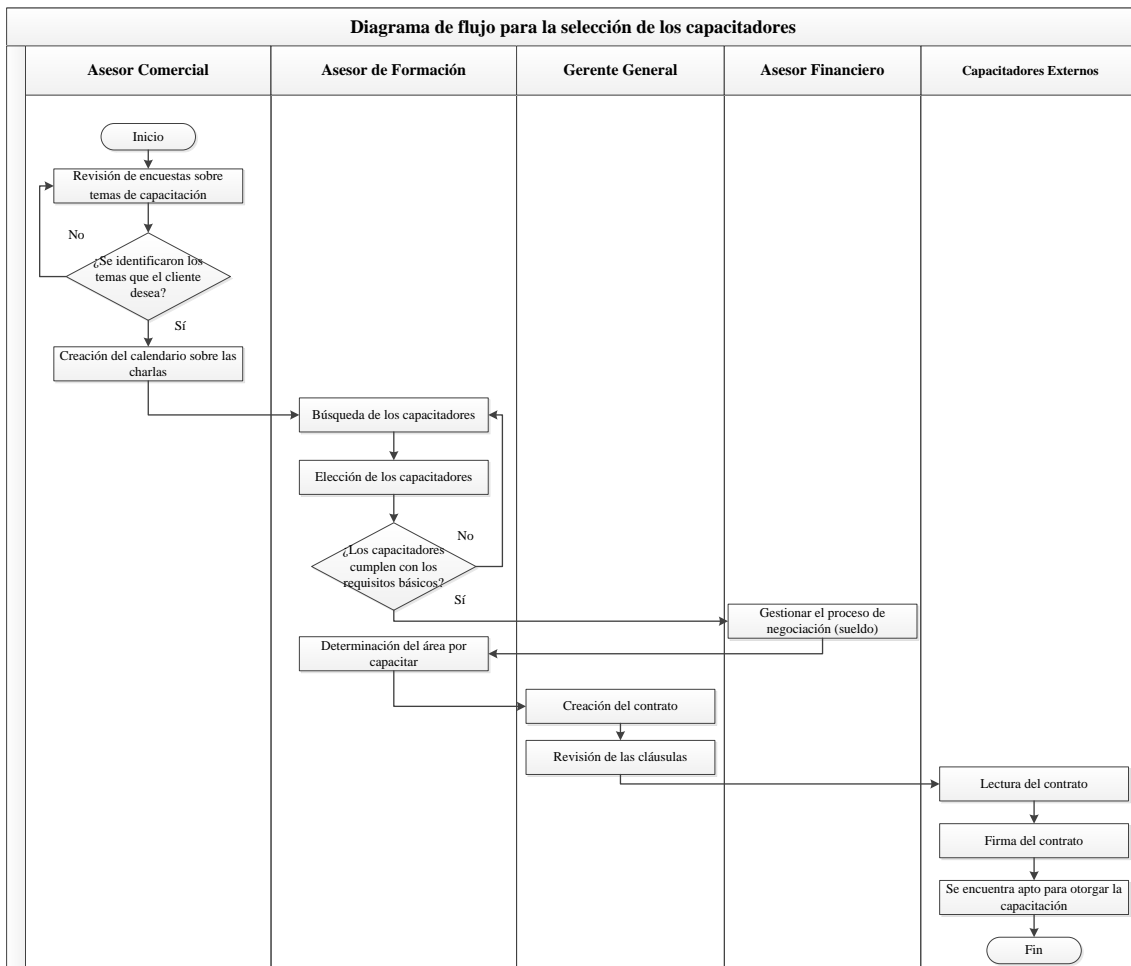 Diagrama de flujo para la selección de los capacitadores
Asesor Comercial
Asesor de Formación
Gerente General
Asesor Financiero
Capacitadores Externos
Inicio
Revisión de encuestas sobre
temas de capacitación
No
¿Se identificaron los
temas que el cliente
desea?
Sí
Creación del calendario sobre las
charlas
Búsqueda de los capacitadores
Elección de los capacitadores
No
¿Los capacitadores
cumplen con los
requisitos básicos?
Sí
Gestionar el proceso de
negociación (sueldo)
Determinación del área por
capacitar
Creación del contrato
Revisión de las cláusulas
Lectura del contrato
Firma del contrato
Se encuentra apto para otorgar la
capacitación
Fin